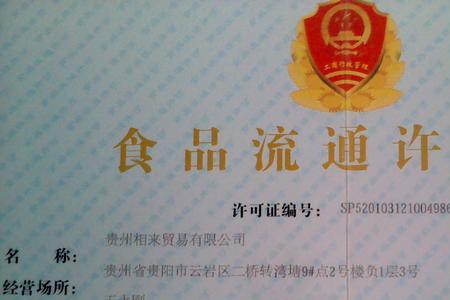 工商行政管理
食品流通许
许可证编号: SP520103121004986
名 称: 贵州相来贸易有限公司
经营场所: 贵州省贵阳市云岩区二桥转湾塘9#点2号楼负1层3号